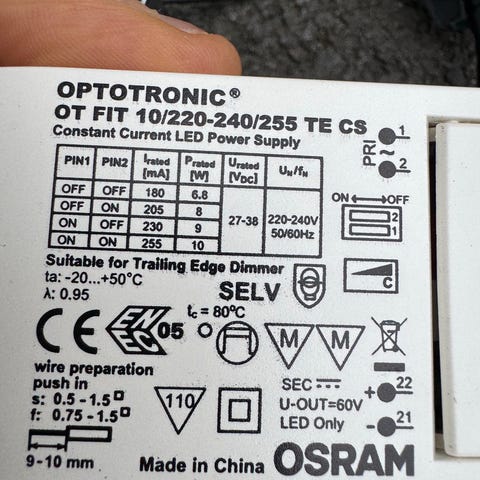 OPTOTRONIC®
OT FIT 10/220-240/255 TE CS
Constant Current LED Power Supply
PRI ~ 1 2
PIN1 PIN2 Irated [mA] Prated [W] Urated [VDC] UN/fN
OFF OFF 180 6.8
OFF ON 205 8
ON OFF 230 9
ON ON 255 10
27-38
220-240V 50/60Hz
ON OFF
2
1
Suitable for Trailing Edge Dimmer
ta: -20...+50°C
λ: 0.95
SELV
C
tc = 80°C
CE
ENEC 05
M M
wire preparation
push in
s: 0.5 - 1.5
f: 0.75 - 1.5
9-10 mm
110
SEC
U-OUT=60V
LED Only
+ 22
- 21
Made in China
OSRAM